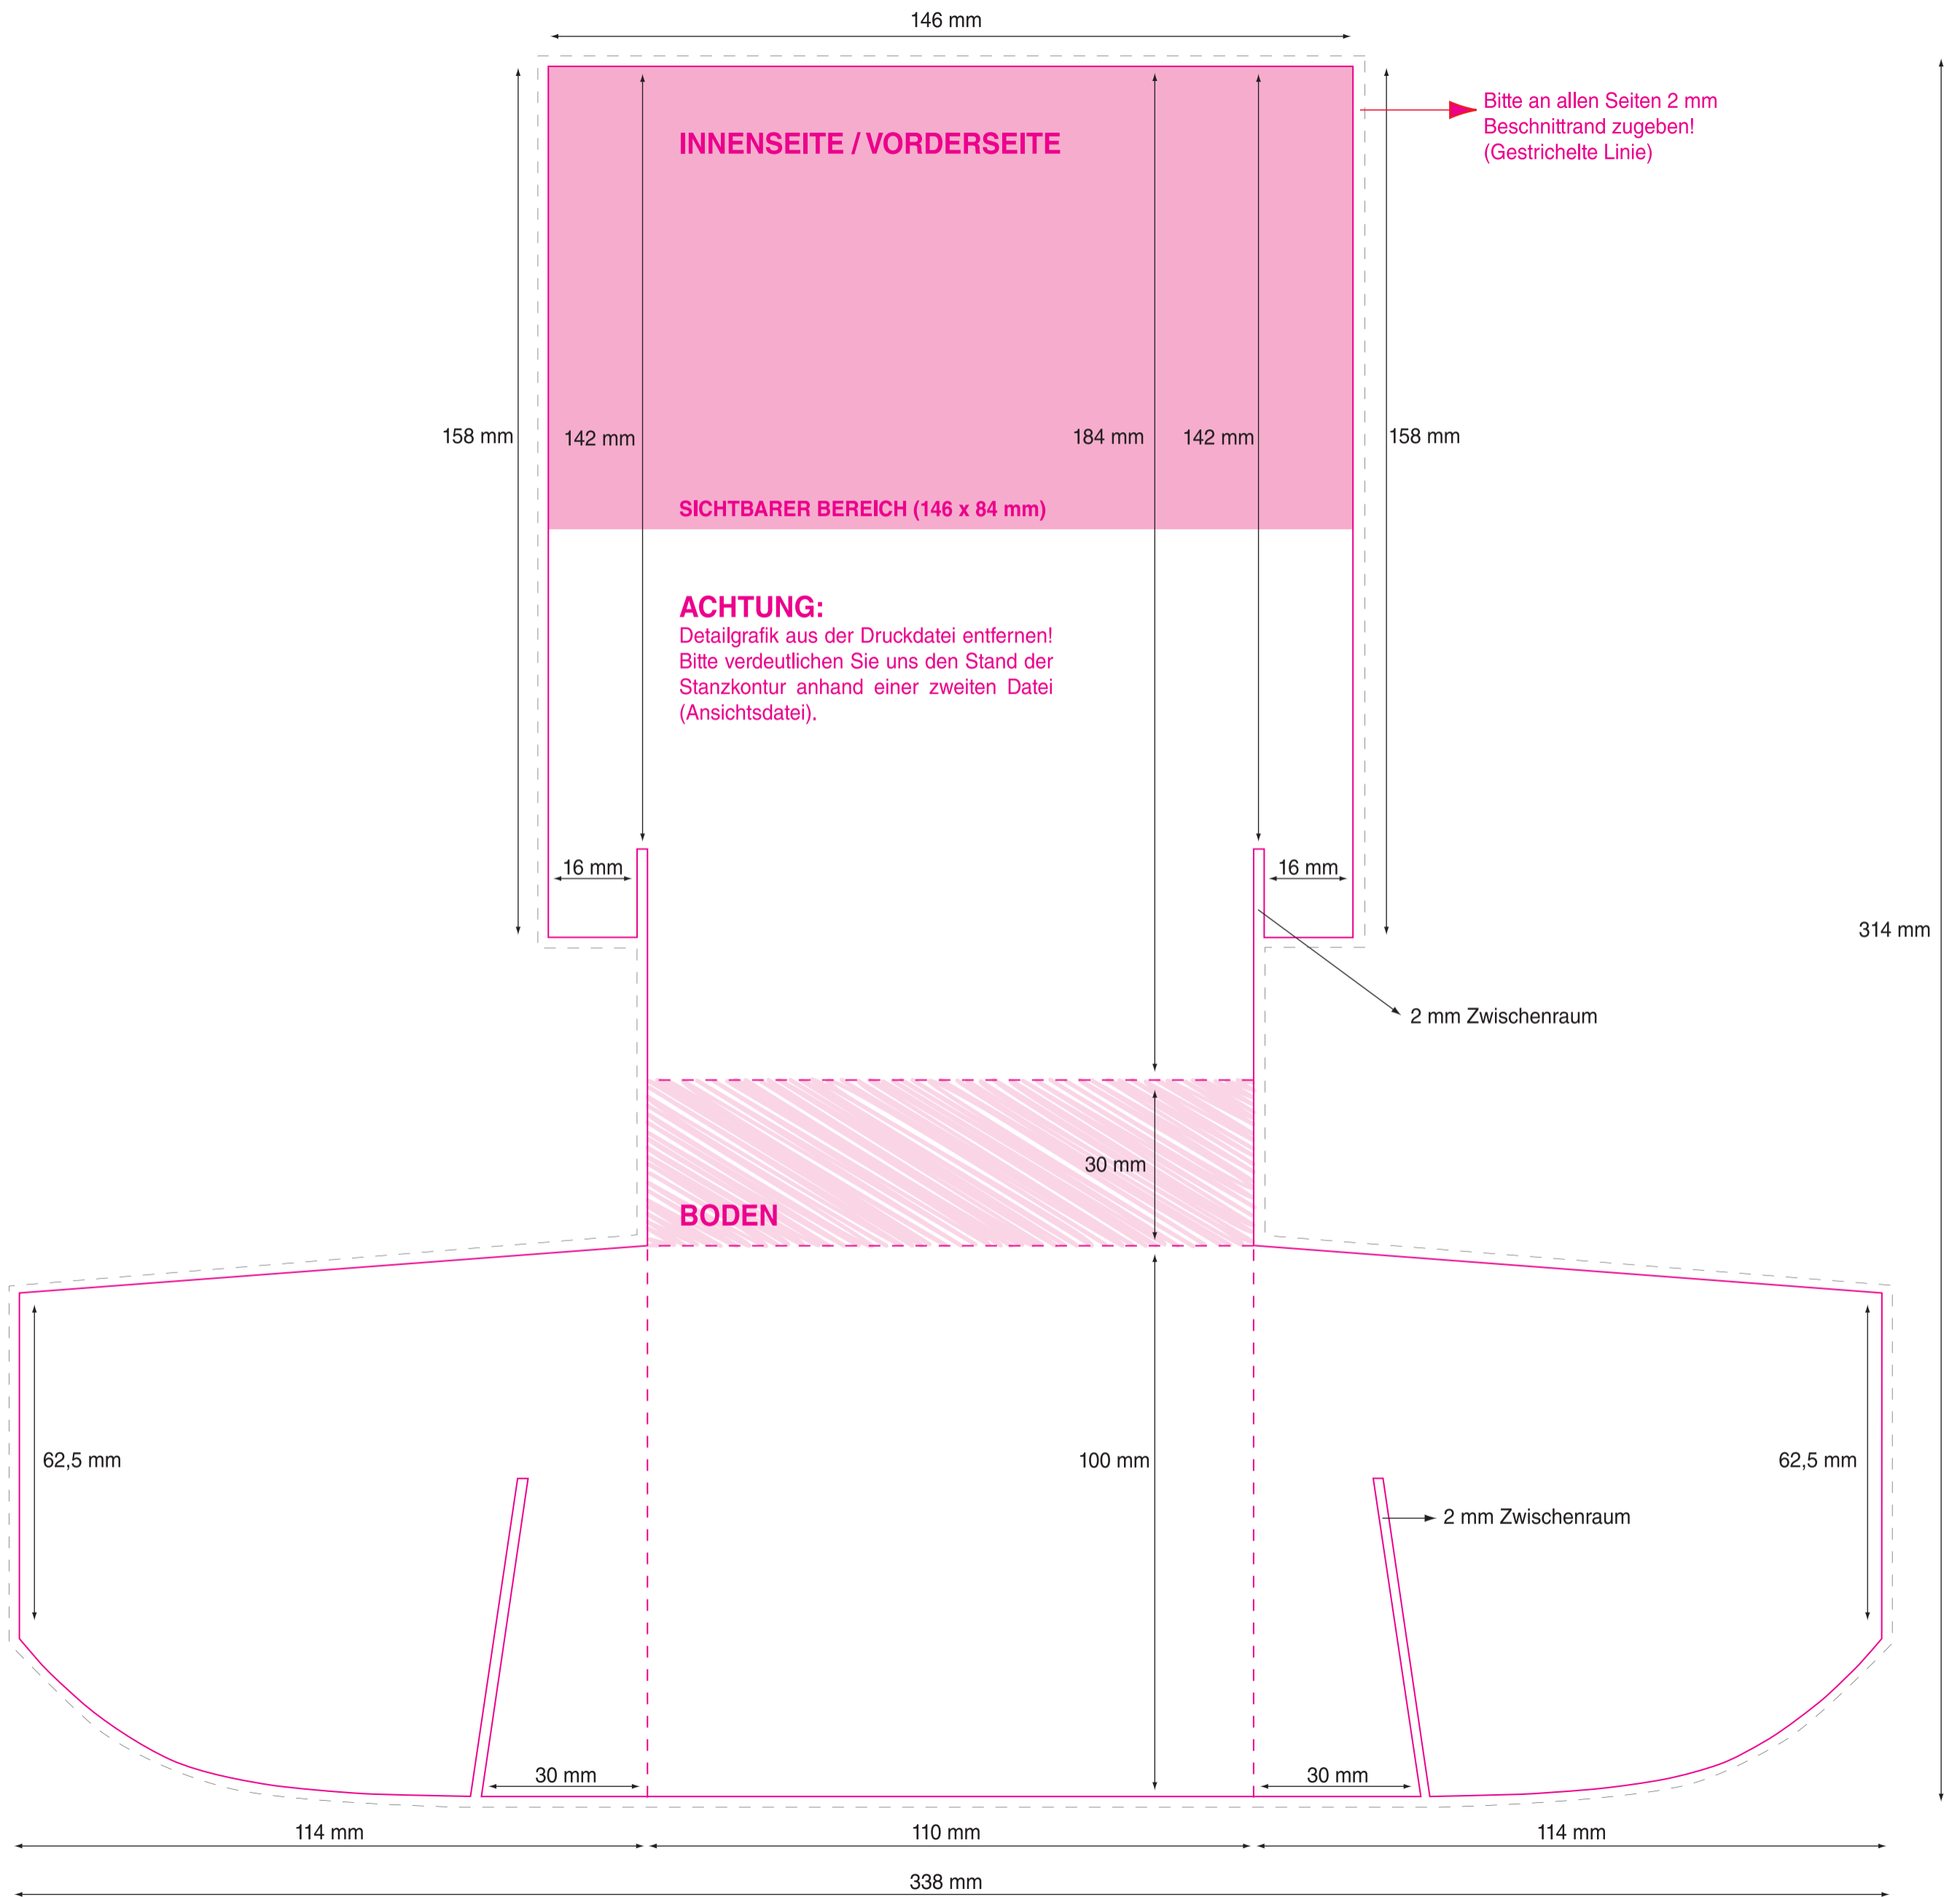 146 mm
Bitte an allen Seiten 2 mm
Beschnittrand zugeben!
(Gestrichelte Linie)
INNENSEITE / VORDERSEITE
158 mm
142 mm
184 mm
142 mm
158 mm
SICHTBARER BEREICH (146 x 84 mm)
ACHTUNG:
Detailgrafik aus der Druckdatei entfernen!
Bitte verdeutlichen Sie uns den Stand der
Stanzkontur anhand einer zweiten Datei
(Ansichtsdatei).
16 mm
16 mm
314 mm
2 mm Zwischenraum
30 mm
BODEN
62,5 mm
100 mm
62,5 mm
2 mm Zwischenraum
30 mm
30 mm
114 mm
110 mm
114 mm
338 mm